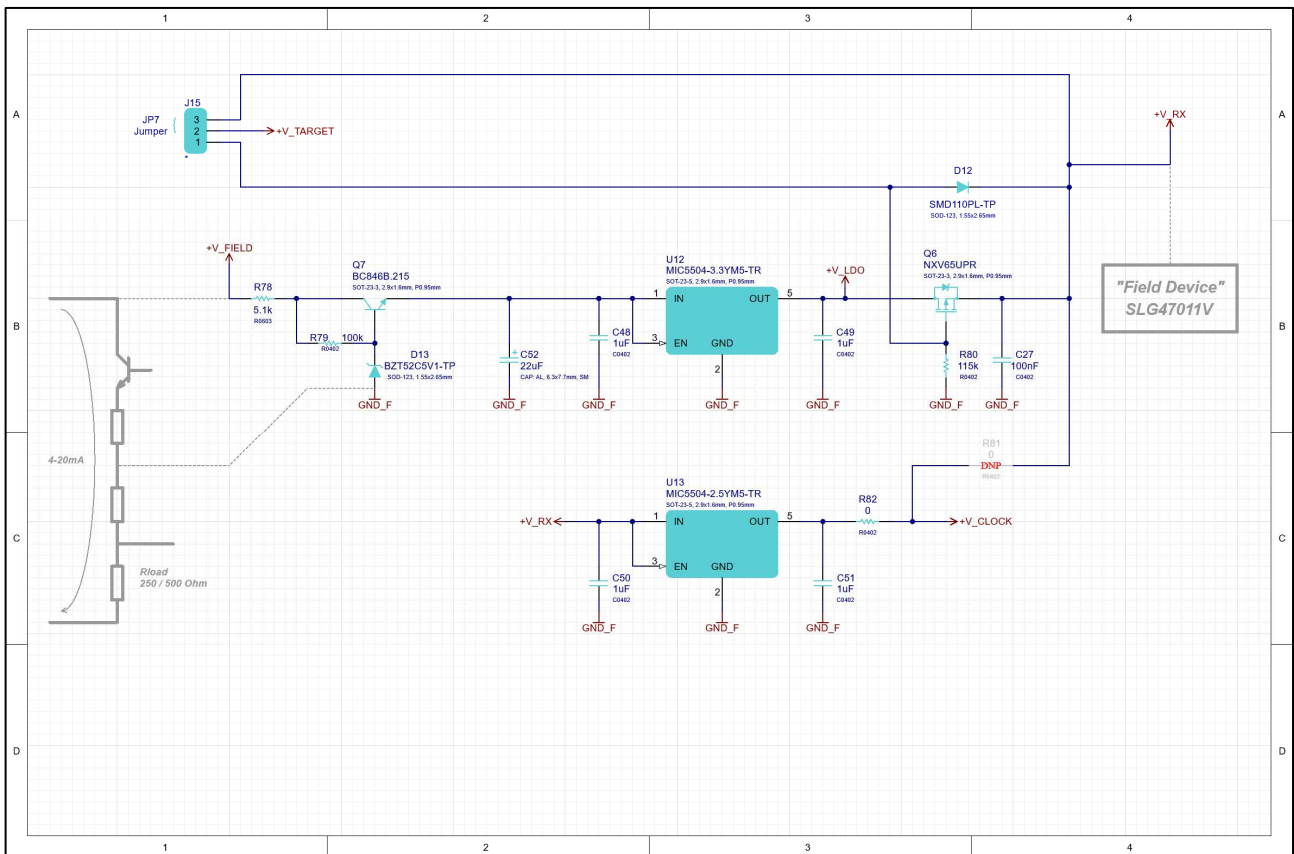 1
2
3
4
A
A
J15
JP7
Jumper
3
2
1
+V_TARGET
+V_RX
D12
SMD110PL-TP
SOD-123, 1.55x2.65mm
+V_FIELD
Q7
BC846B.215
SOT-23-3, 2.9x1.6mm, P0.95mm
U12
MIC5504-3.3YM5-TR
SOT-23-5, 2.9x1.6mm, P0.95mm
+V_LDO
Q6
NXV65UPR
SOT-23-3, 2.9x1.6mm, P0.95mm
"Field Device"
SLG47011V
B
B
R78
5.1k
R0603
1
IN
OUT
5
3
EN
GND
2
R79
100k
R0402
D13
BZT52C5V1-TP
SOD-123, 1.55x2.65mm
C52
22uF
CAP: AL, 6.3x7.7mm, SM
C48
1uF
C0402
C49
1uF
C0402
R80
115k
R0402
C27
100nF
C0402
GND_F
GND_F
GND_F
GND_F
GND_F
GND_F
GND_F
4-20mA
R81
0
DNP
R0402
C
C
U13
MIC5504-2.5YM5-TR
SOT-23-5, 2.9x1.6mm, P0.95mm
+V_RX
1
IN
OUT
5
3
EN
GND
2
R82
0
R0402
+V_CLOCK
Rload
250 / 500 Ohm
C50
1uF
C0402
C51
1uF
C0402
GND_F
GND_F
GND_F
D
D
1
2
3
4